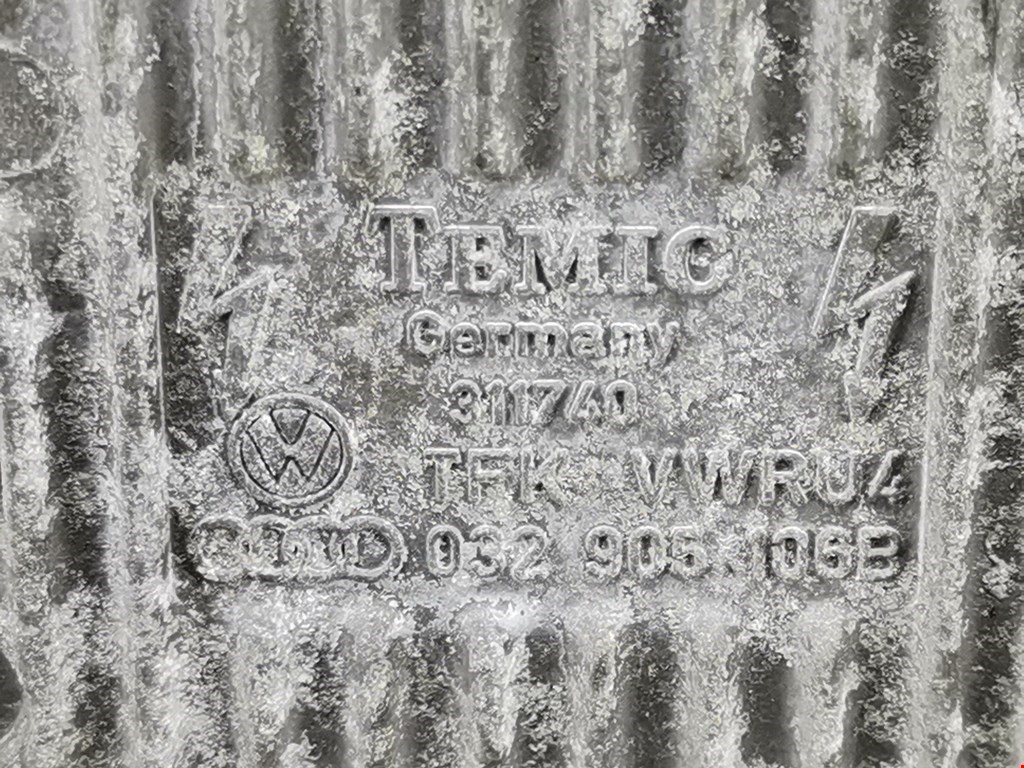 TEMIC
Germany
311740
TFK VWRU4
032 905 106B